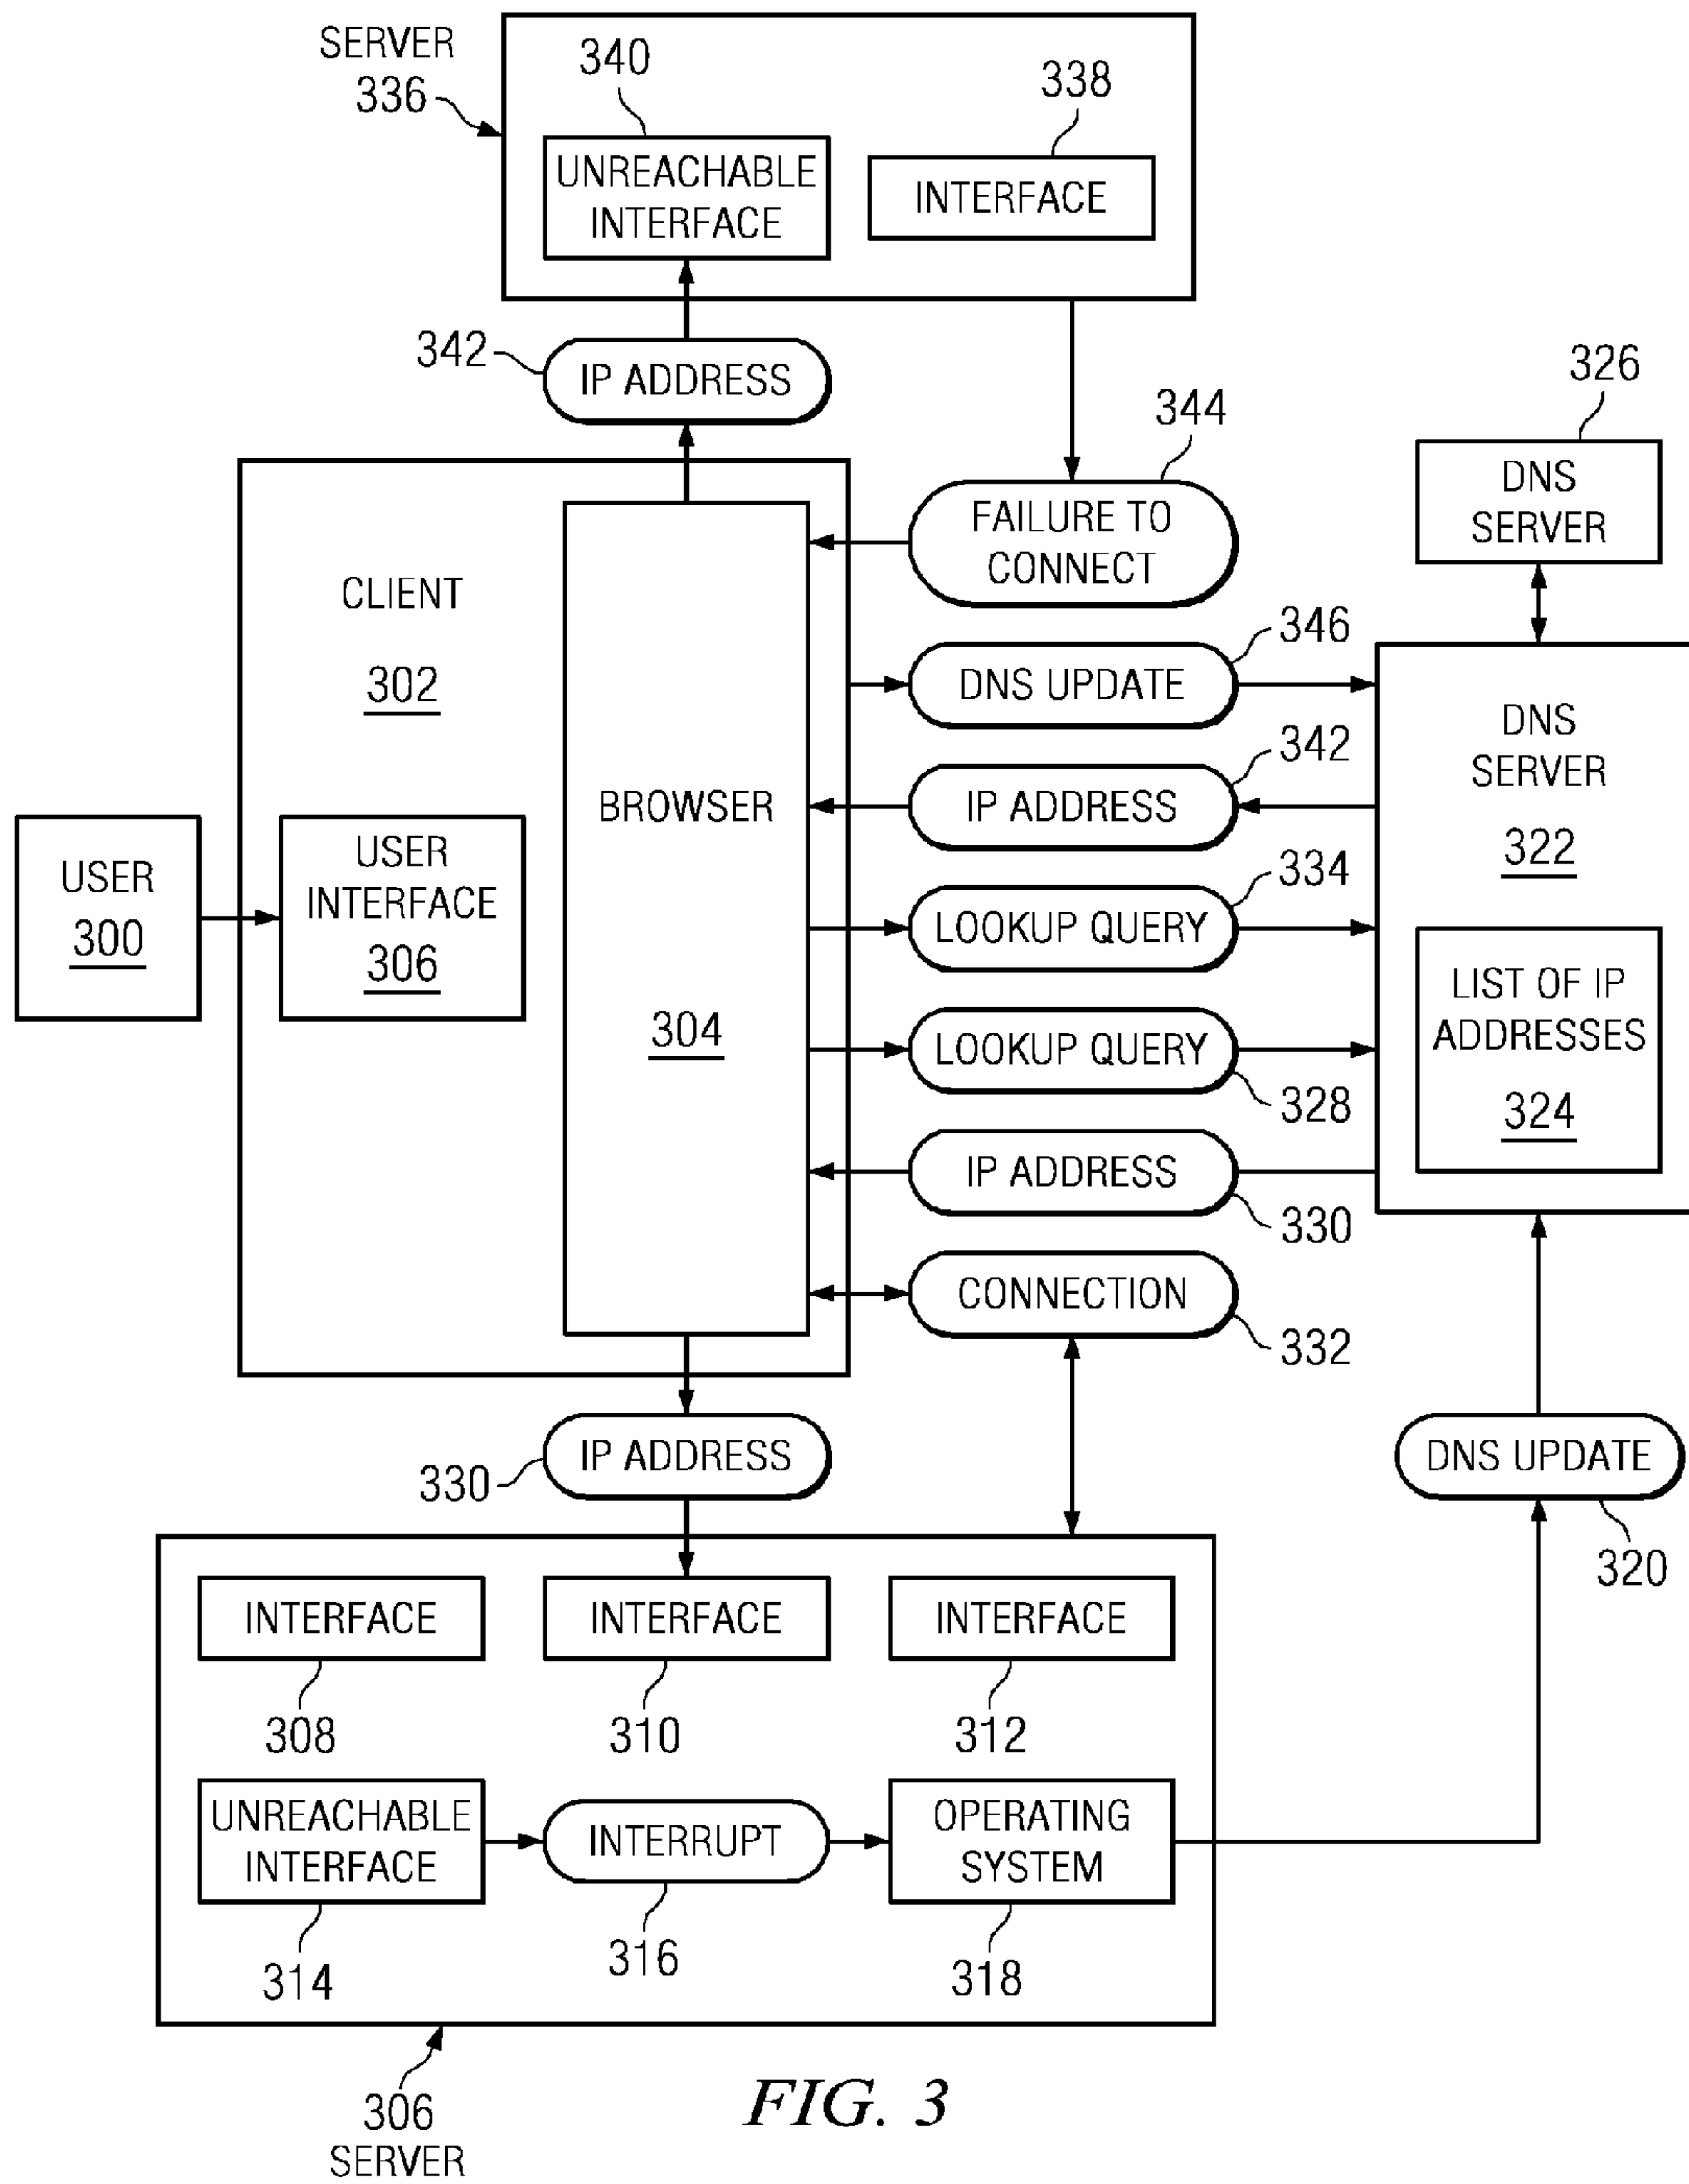 SERVER
336
340
338
UNREACHABLE
INTERFACE
INTERFACE
342
IP ADDRESS
344
326
FAILURE TO
CONNECT
DNS
SERVER
CLIENT
302
346
DNS UPDATE
342
IP ADDRESS
DNS
SERVER
322
BROWSER
304
USER
300
USER
INTERFACE
306
334
LOOKUP QUERY
LOOKUP QUERY
328
LIST OF IP
ADDRESSES
324
IP ADDRESS
330
CONNECTION
332
IP ADDRESS
330
DNS UPDATE
320
INTERFACE
308
INTERFACE
310
INTERFACE
312
UNREACHABLE
INTERFACE
314
INTERRUPT
316
OPERATING
SYSTEM
318
306
SERVER
FIG. 3